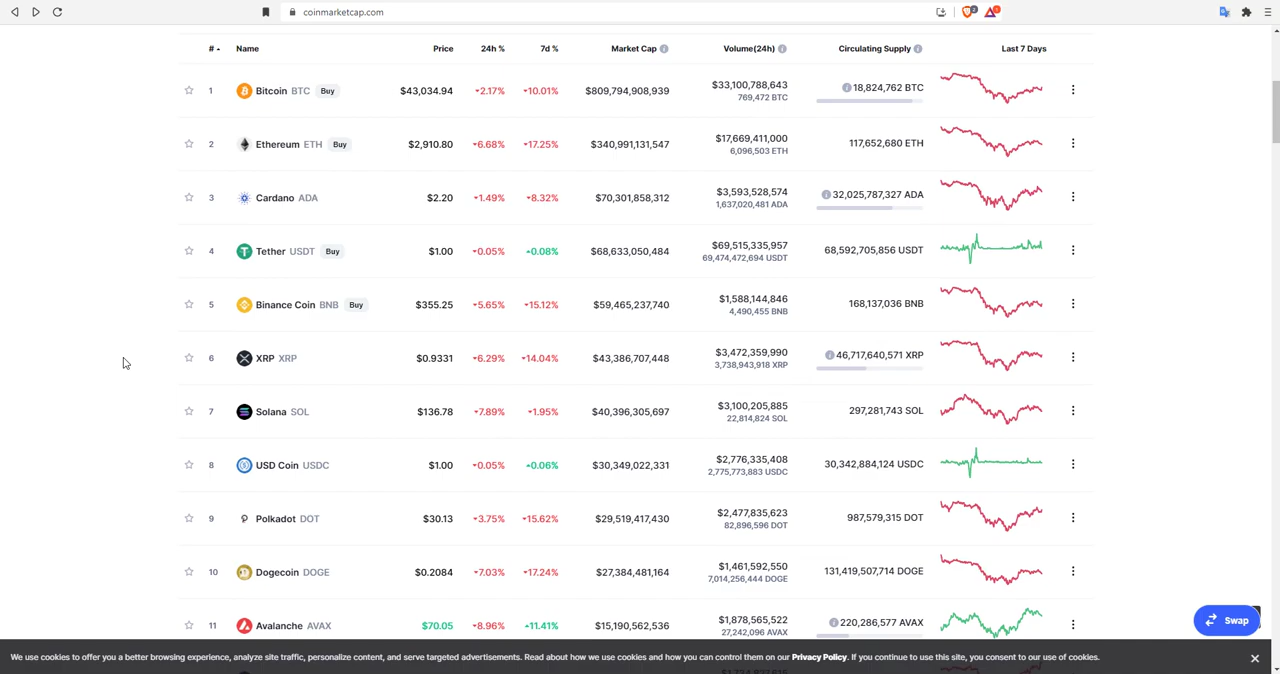 coinmarketcap.com
# Name Price 24h % 7d % Market Cap Volume(24h) Circulating Supply Last 7 Days
1 Bitcoin BTC Buy $43,034.94 2.17% 10.01% $809,794,908,939 $33,100,788,643 18,824,762 BTC
769,472 BTC
2 Ethereum ETH Buy $2,910.80 6.68% 17.25% $340,991,131,547 $17,669,411,000 117,652,680 ETH
6,096,503 ETH
3 Cardano ADA $2.20 1.49% 8.32% $70,301,858,312 $3,593,528,574 32,025,787,327 ADA
1,637,020,481 ADA
4 Tether USDT Buy $1.00 0.05% 0.08% $68,633,050,484 $69,515,335,957 68,592,705,856 USDT
69,474,472,694 USDT
5 Binance Coin BNB Buy $355.25 5.65% 15.12% $59,465,237,740 $1,588,144,846 168,137,036 BNB
4,490,455 BNB
6 XRP XRP $0.9331 6.29% 14.04% $43,386,707,448 $3,472,359,990 46,717,640,571 XRP
3,738,943,918 XRP
7 Solana SOL $136.78 7.89% 1.95% $40,396,305,697 $3,100,205,885 297,281,743 SOL
22,814,824 SOL
8 USD Coin USDC $1.00 0.05% 0.06% $30,349,022,331 $2,776,335,408 30,342,884,124 USDC
2,775,773,883 USDC
9 Polkadot DOT $30.13 3.75% 15.62% $29,519,417,430 $2,477,835,623 987,579,315 DOT
82,896,596 DOT
10 Dogecoin DOGE $0.2084 7.03% 17.24% $27,384,481,164 $1,461,592,550 131,419,507,714 DOGE
7,014,256,444 DOGE
11 Avalanche AVAX $70.05 8.96% 11.41% $15,190,562,536 $1,878,565,522 220,286,577 AVAX
27,242,096 AVAX
Swap
We use cookies to offer you a better browsing experience, analyze site traffic, personalize content, and serve targeted advertisements. Read about how we use cookies and how you can control them on our Privacy Policy. If you continue to use this site, you consent to our use of cookies.